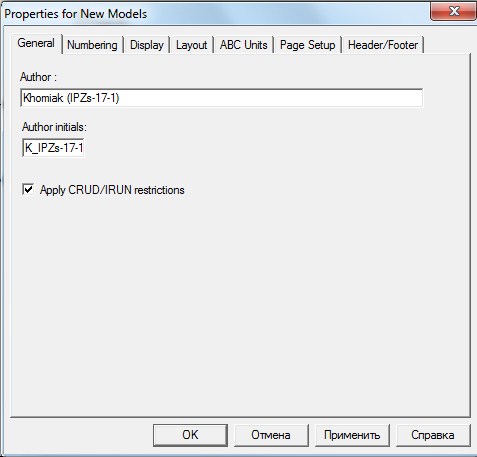 Properties for New Models
General Numbering Display Layout ABC Units Page Setup Header/Footer
Author :
Khomiak (IPZs-17-1)
Author initials:
K_IPZs-17-1
Apply CRUD/IRUN restrictions
OK Отмена Применить Справка